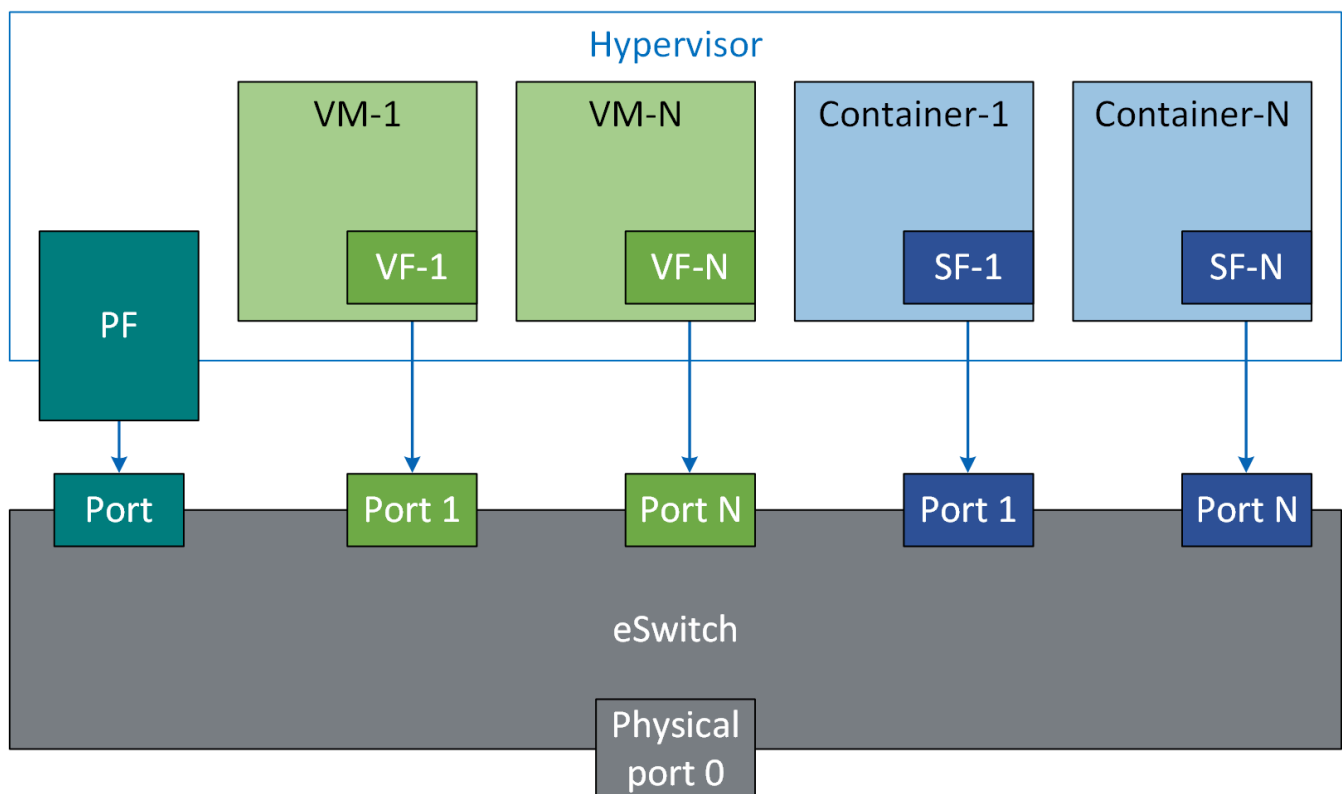 Hypervisor
VM-1
VM-N
Container-1
Container-N
PF
VF-1
VF-N
SF-1
SF-N
Port
Port 1
Port N
Port 1
Port N
eSwitch
Physical
port 0